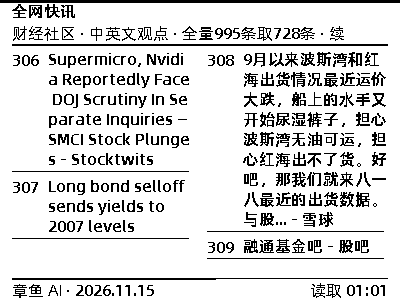 全网快讯
财经社区 · 中英文观点 · 全量995条取728条 · 续
306 Supermicro, Nvidi
a Reportedly Face
DOJ Scrutiny In Se
parate Inquiries —
SMCI Stock Plunge
s - Stocktwits
307 Long bond selloff
sends yields to
2007 levels
308 9月以来波斯湾和红
海出货情况最近运价
大跌，船上的水手又
开始尿湿裤子，担心
波斯湾无油可运，担
心红海出不了货。好
吧，那我们就来八一
八最近的出货数据。
与股... - 雪球
309 融通基金吧 - 股吧
章鱼 AI · 2026.11.15
读取 01:01